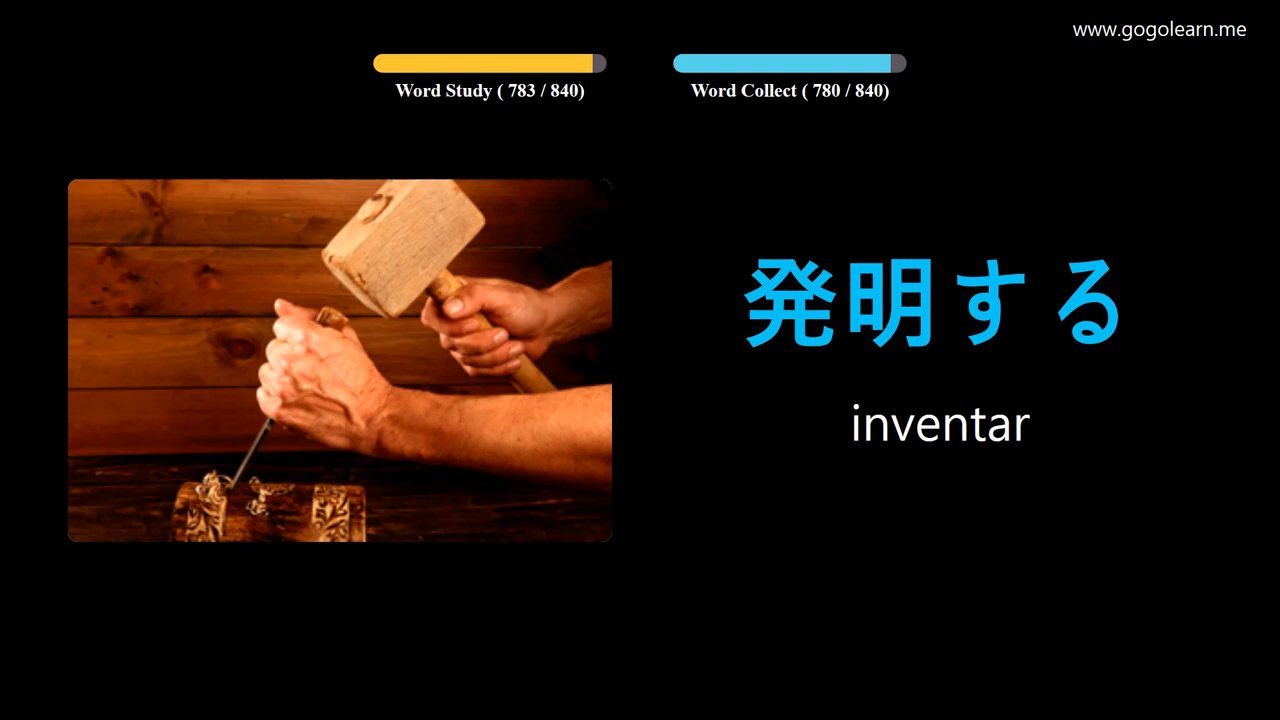 www.gogolearn.me
Word Study ( 783 / 840)
Word Collect ( 780 / 840)
発明する
inventar